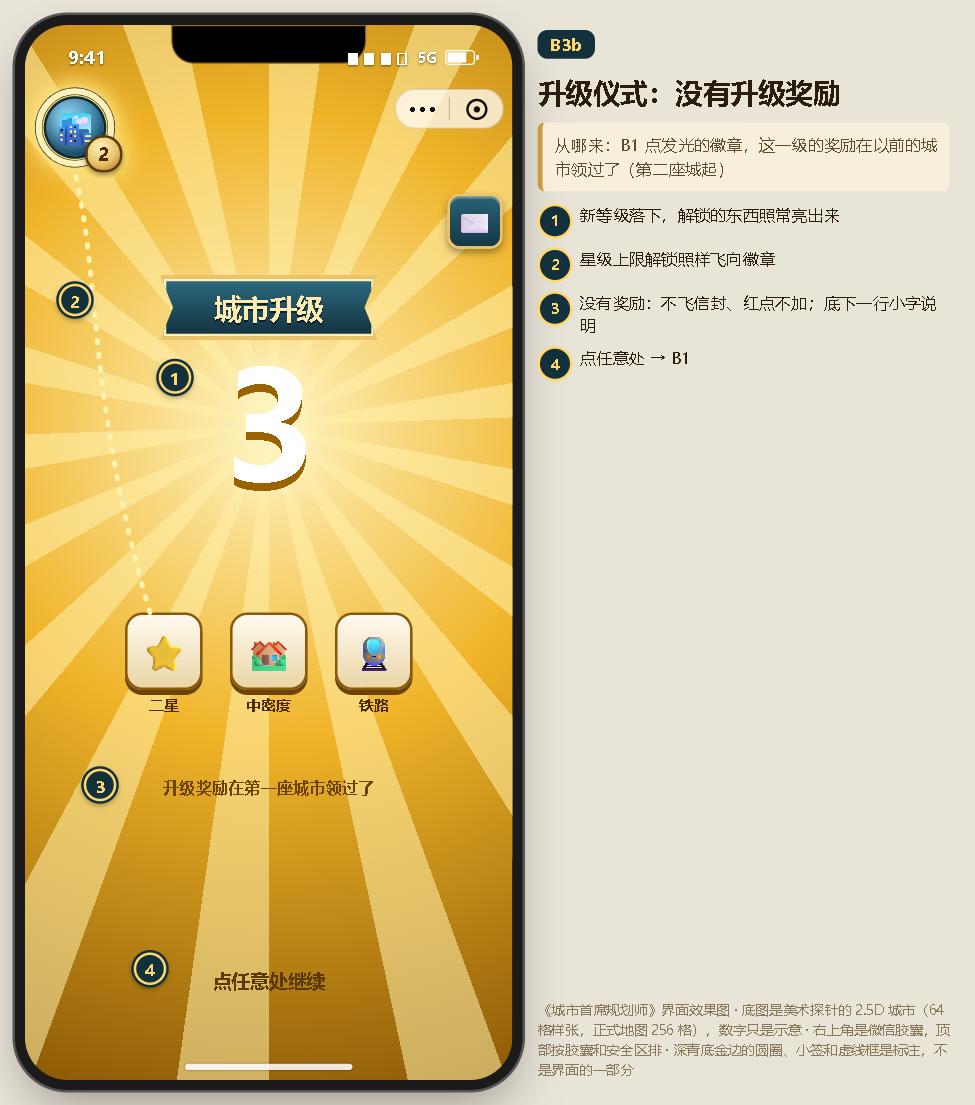 9:41
5G
2
城市升级
2
1
3
二星
中密度
铁路
3
升级奖励在第一座城市领过了
4
点任意处继续
B3b
升级仪式：没有升级奖励
从哪来：B1 点发光的徽章，这一级的奖励在以前的城
市领过了（第二座城起）
1 新等级落下，解锁的东西照常亮出来
2 星级上限解锁照样飞向徽章
3 没有奖励：不飞信封、红点不加；底下一行小字说
明
4 点任意处 → B1
《城市首席规划师》界面效果图 · 底图是美术探针的 2.5D 城市（64
格样张，正式地图 256 格），数字只是示意 · 右上角是微信胶囊，顶
部按胶囊和安全区排 · 深青底金边的圆圈、小签和虚线框是标注，不
是界面的一部分